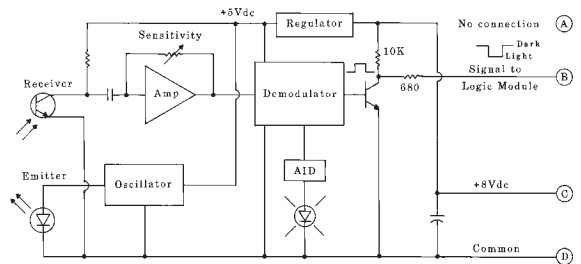 +5Vdc
Regulator
No connection
A
Sensitivity
10K
Dark
Light
Receiver
Amp
Demodulator
680
Signal to
Logic Module
B
Emitter
Oscillator
AID
+8Vdc
C
Common
D